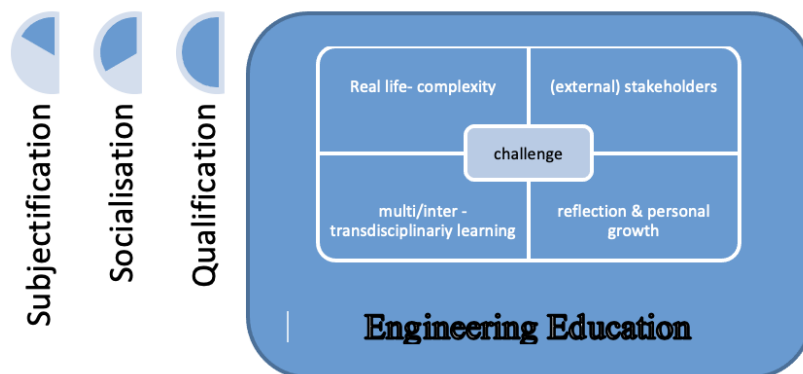 Subjectification
Socialisation
Qualification
Real life- complexity
(external) stakeholders
challenge
multi/inter -
transdisciplinariy learning
reflection & personal
growth
Engineering Education